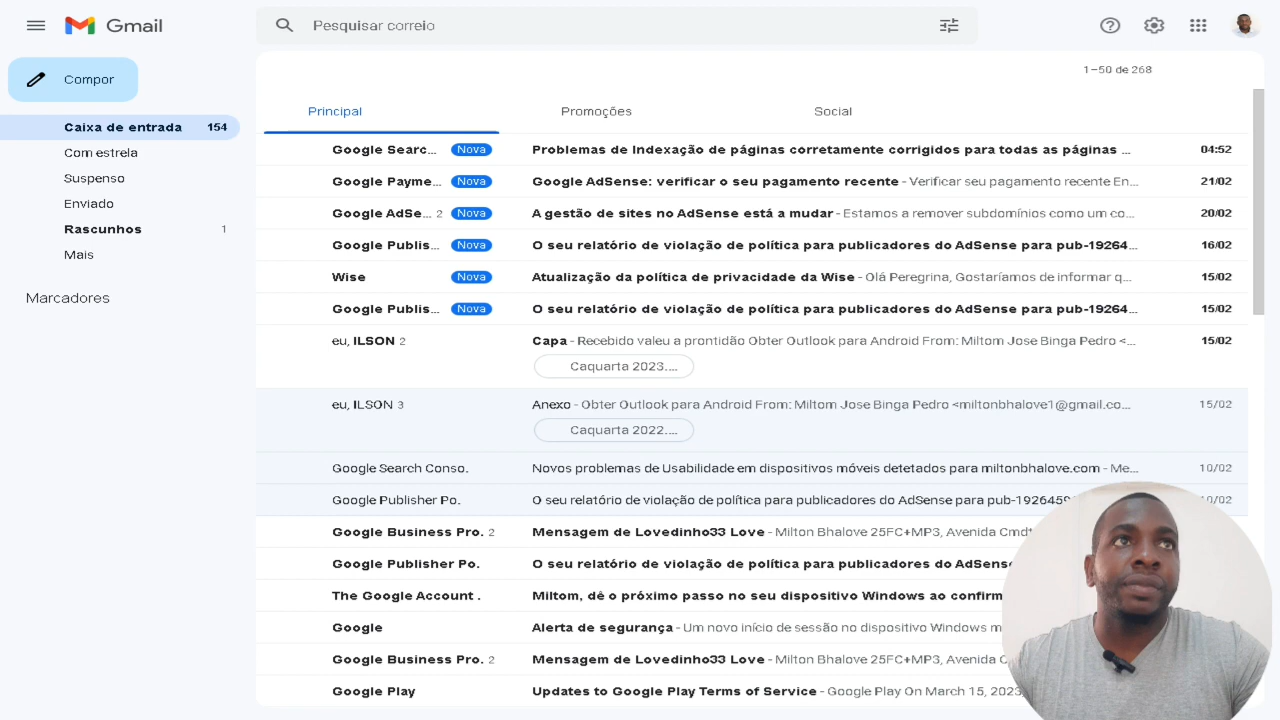 Gmail
Pesquisar correio
Compor
1–50 de 268
Caixa de entrada 154
Com estrela
Suspenso
Enviado
Rascunhos 1
Mais
Marcadores
Principal Promoções Social
Google Searc... Nova Problemas de Indexação de páginas corretamente corrigidos para todas as páginas ... 04:52
Google Payme... Nova Google AdSense: verificar o seu pagamento recente - Verificar seu pagamento recente En... 21/02
Google AdSe... 2 Nova A gestão de sites no AdSense está a mudar - Estamos a remover subdomínios como um co... 20/02
Google Publis... Nova O seu relatório de violação de política para publicadores do AdSense para pub-19264... 16/02
Wise Nova Atualização da política de privacidade da Wise - Olá Peregrina, Gostaríamos de informar q... 15/02
Google Publis... Nova O seu relatório de violação de política para publicadores do AdSense para pub-19264... 15/02
eu, ILSON 2 Capa - Recebido valeu a prontidão Obter Outlook para Android From: Miltom Jose Binga Pedro <... 15/02
Caquarta 2023....
eu, ILSON 3 Anexo - Obter Outlook para Android From: Miltom Jose Binga Pedro <miltonbhalove1@gmail.co... 15/02
Caquarta 2022....
Google Search Conso. Novos problemas de Usabilidade em dispositivos móveis detetados para miltonbhalove.com - Me... 10/02
Google Publisher Po. O seu relatório de violação de política para publicadores do AdSense para pub-1926459 10/02
Google Business Pro. 2 Mensagem de Lovedinho33 Love - Milton Bhalove 25FC+MP3, Avenida Cmdt
Google Publisher Po. O seu relatório de violação de política para publicadores do AdSense
The Google Account . Miltom, dê o próximo passo no seu dispositivo Windows ao confirm
Google Alerta de segurança - Um novo início de sessão no dispositivo Windows m
Google Business Pro. 2 Mensagem de Lovedinho33 Love - Milton Bhalove 25FC+MP3, Avenida C
Google Play Updates to Google Play Terms of Service - Google Play On March 15, 2023,